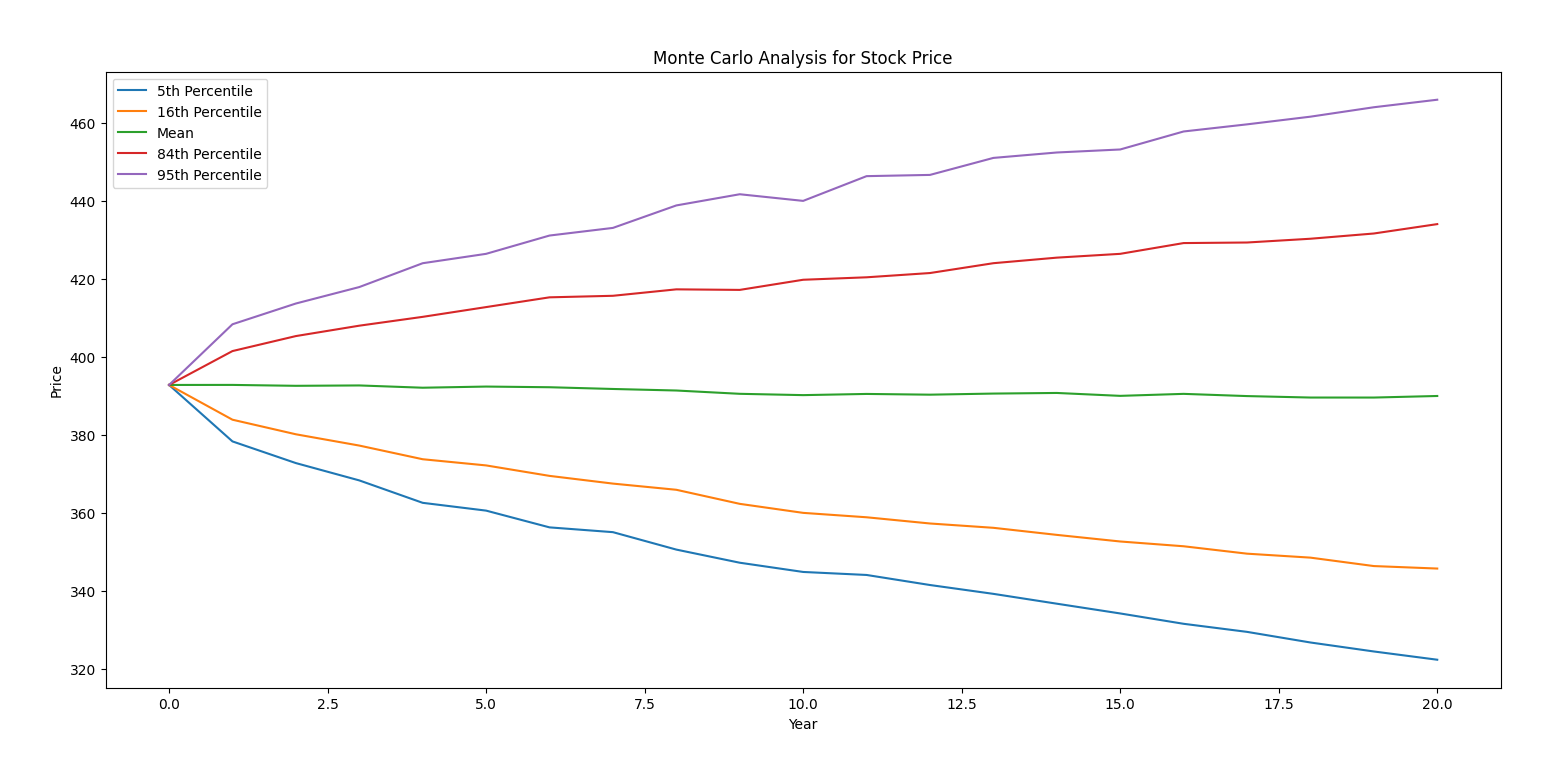 Monte Carlo Analysis for Stock Price
5th Percentile
16th Percentile
Mean
84th Percentile
95th Percentile
460
440
420
400
380
360
340
320
Price
0.0 2.5 5.0 7.5 10.0 12.5 15.0 17.5 20.0
Year